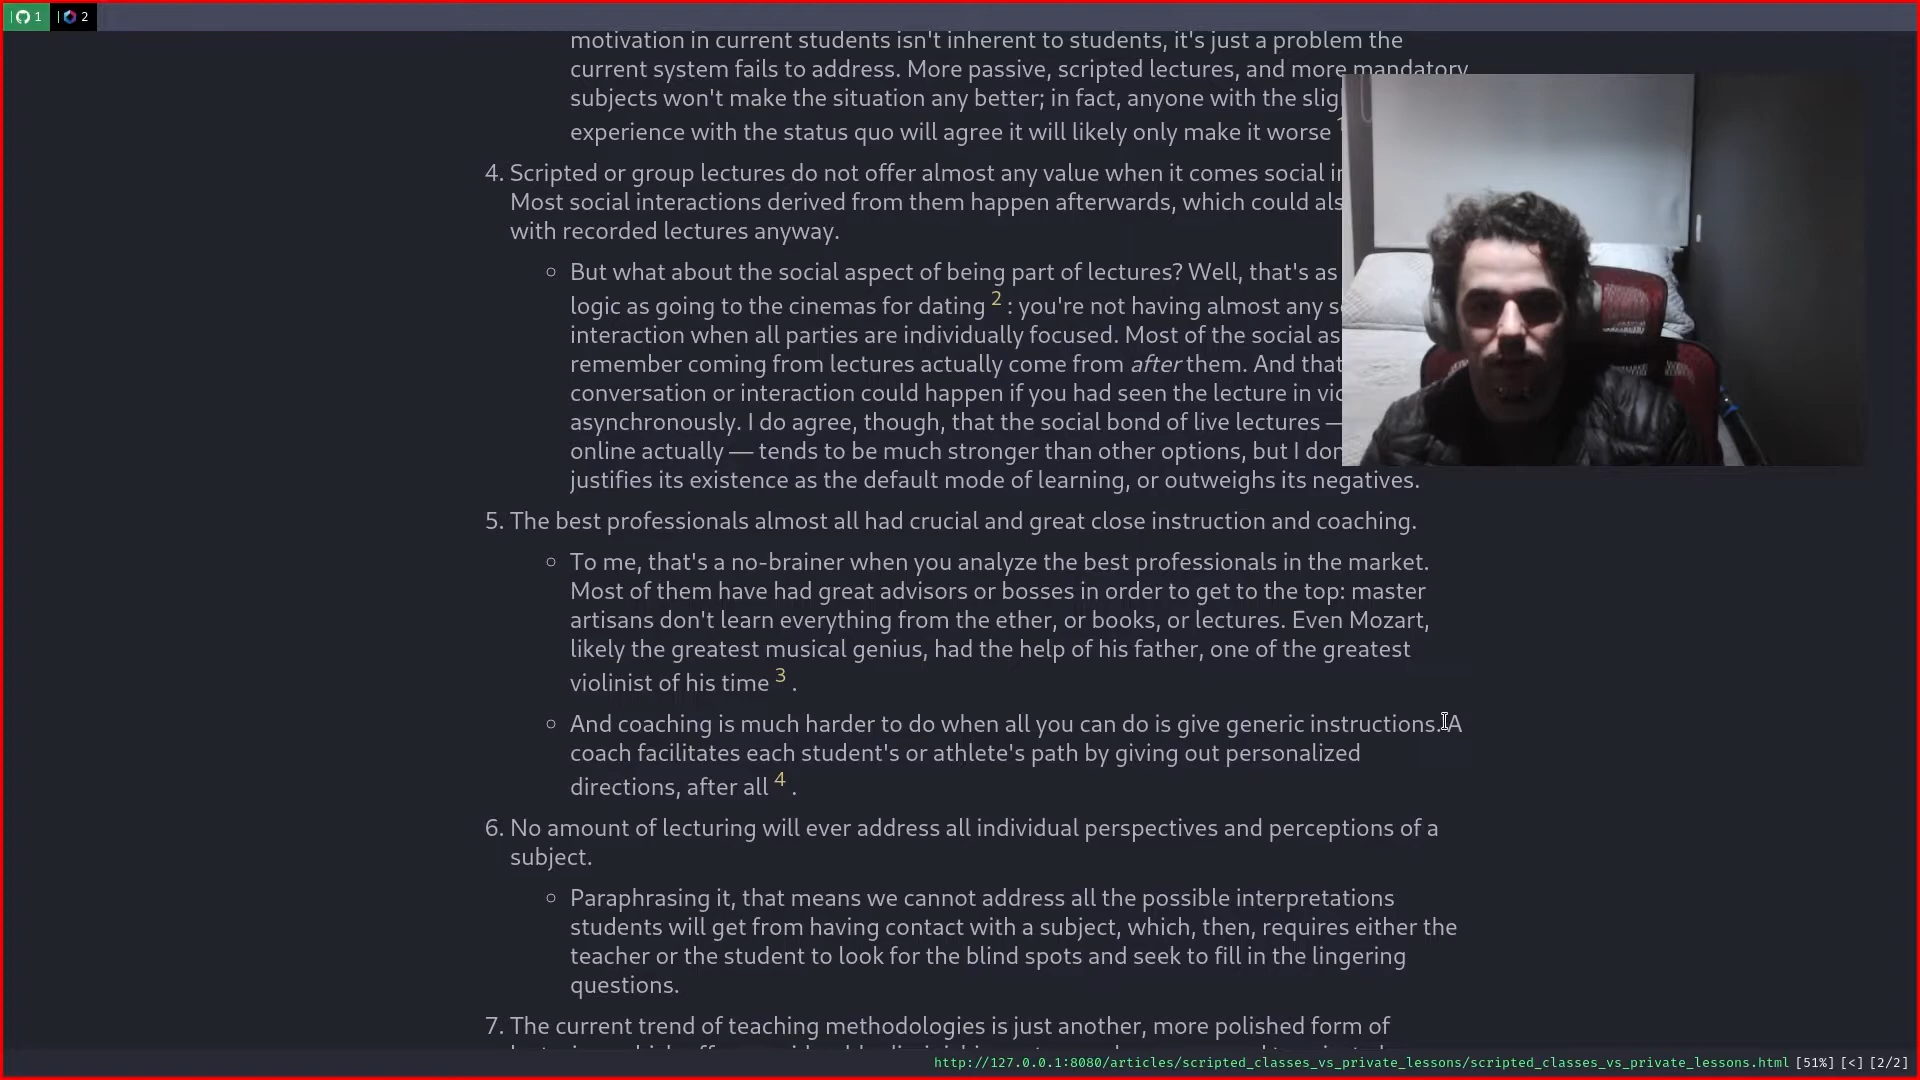 1 2
motivation in current students isn't inherent to students, it's just a problem the
current system fails to address. More passive, scripted lectures, and more mandatory
subjects won't make the situation any better; in fact, anyone with the
experience with the status quo will agree it will likely only make it worse
4. Scripted or group lectures do not offer almost any value when it comes social
Most social interactions derived from them happen afterwards, which could
with recorded lectures anyway.
But what about the social aspect of being part of lectures? Well, that's as
logic as going to the cinemas for dating 2 : you're not having almost any
interaction when all parties are individually focused. Most of the social
remember coming from lectures actually come from after them. And that
conversation or interaction could happen if you had seen the lecture in
asynchronously. I do agree, though, that the social bond of live lectures —
online actually — tends to be much stronger than other options, but I
justifies its existence as the default mode of learning, or outweighs its negatives.
5. The best professionals almost all had crucial and great close instruction and coaching.
To me, that's a no-brainer when you analyze the best professionals in the market.
Most of them have had great advisors or bosses in order to get to the top: master
artisans don't learn everything from the ether, or books, or lectures. Even Mozart,
likely the greatest musical genius, had the help of his father, one of the greatest
violinist of his time 3 .
And coaching is much harder to do when all you can do is give generic instructions. A
coach facilitates each student's or athlete's path by giving out personalized
directions, after all 4 .
6. No amount of lecturing will ever address all individual perspectives and perceptions of a
subject.
Paraphrasing it, that means we cannot address all the possible interpretations
students will get from having contact with a subject, which, then, requires either the
teacher or the student to look for the blind spots and seek to fill in the lingering
questions.
7. The current trend of teaching methodologies is just another, more polished form of
http://127.0.0.1:8080/articles/scripted_classes_vs_private_lessons/scripted_classes_vs_private_lessons.html [51%] [<] [2/2]